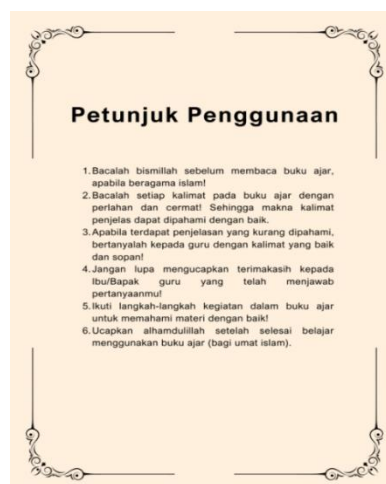 Petunjuk Penggunaan
1.Bacalah bismillah sebelum membaca buku ajar,
apabila beragama islam!
2.Bacalah setiap kalimat pada buku ajar dengan
perlahan dan cermat! Sehingga makna kalimat
penjelas dapat dipahami dengan baik.
3.Apabila terdapat penjelasan yang kurang dipahami,
bertanyalah kepada guru dengan kalimat yang baik
dan sopan!
4.Jangan lupa mengucapkan terimakasih kepada
Ibu/Bapak guru yang telah menjawab
pertanyaanmu!
5.Ikuti langkah-langkah kegiatan dalam buku ajar
untuk memahami materi dengan baik!
6.Ucapkan alhamdulillah setelah selesai belajar
menggunakan buku ajar (bagi umat islam).